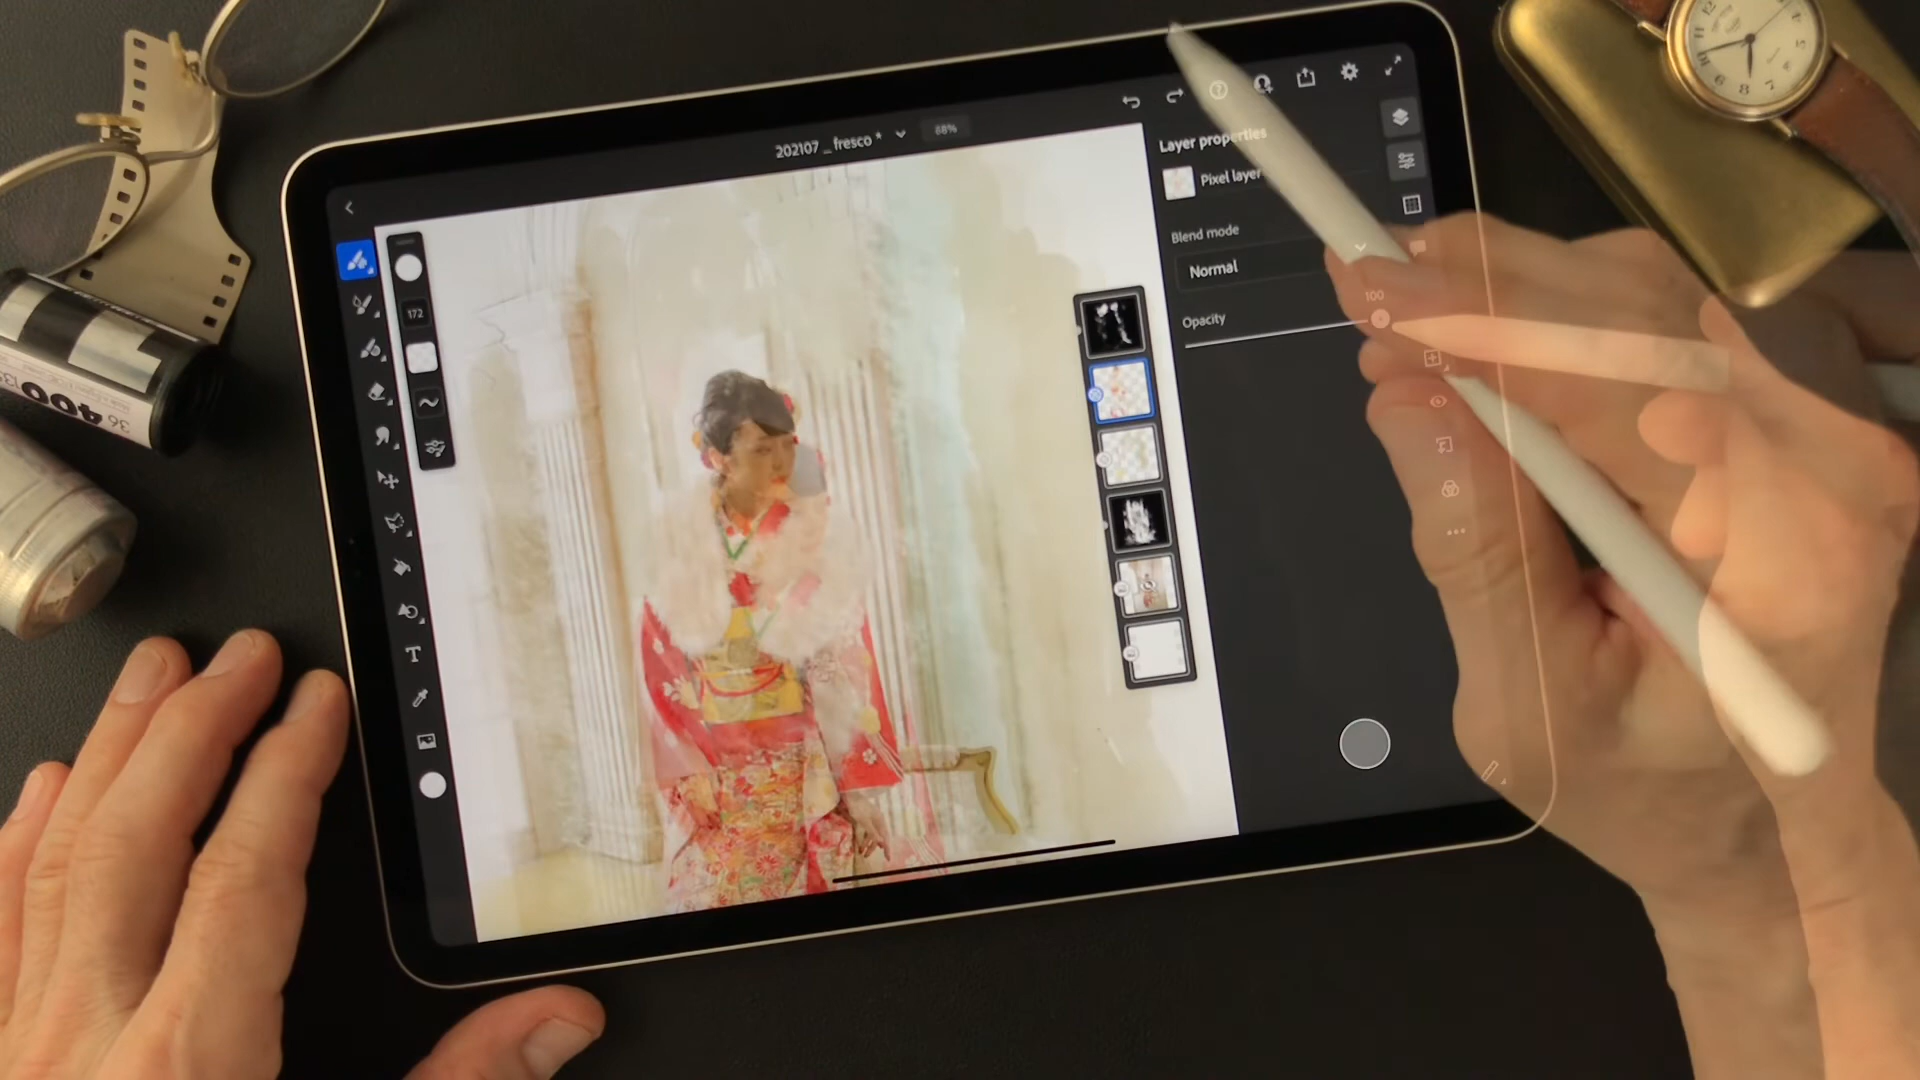 202107 _ fresco *
68%
Layer properties
Pixel layer
Blend mode
Normal
100
Opacity
172
T
400
36